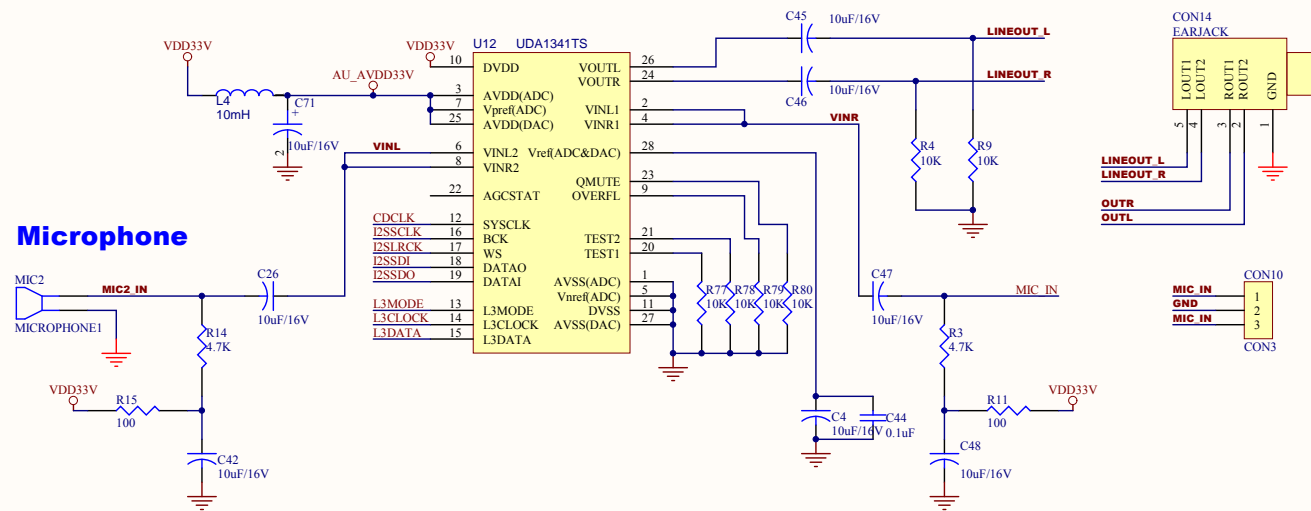 C45
10uF/16V
CON14
EARJACK
VDD33V
VDD33V
U12 UDA1341TS
LINEOUT_L
10 DVDD VOUTL 26
VOUTR 24
LINEOUT_R
AU_AVDD33V
C46
10uF/16V
LOUT1
LOUT2
ROUT1
ROUT2
GND
5
4
3
2
1
L4
10mH
C71
+
10uF/16V
2
3 AVDD(ADC)
7 Vpref(ADC) VINL1 2
25 AVDD(DAC) VINR1 4
VINR
R4
10K
R9
10K
VINL
6 VINL2 Vref(ADC&DAC) 28
8 VINR2
LINEOUT_L
LINEOUT_R
QMUTE 23
22 AGCSTAT OVERFL 9
OUTR
OUTL
CDCLK 12 SYSCLK
I2SSCLK 16 BCK TEST2 21
I2SLRCK 17 WS TEST1 20
I2SSDI 18 DATAO
I2SSDO 19 DATAI AVSS(ADC) 1
Vnref(ADC) 5
L3MODE 13 L3MODE DVSS 11
L3CLOCK 14 L3CLOCK AVSS(DAC) 27
L3DATA 15 L3DATA
R77
10K
R78
10K
R79
10K
R80
10K
Microphone
MIC2
MIC2_IN
MICROPHONE1
C26
10uF/16V
C47
10uF/16V
MIC_IN
CON10
MIC_IN 1
GND 2
MIC_IN 3
CON3
R14
4.7K
R3
4.7K
VDD33V
R15
100
VDD33V
R11
100
C4
10uF/16V
C44
0.1uF
C42
10uF/16V
C48
10uF/16V